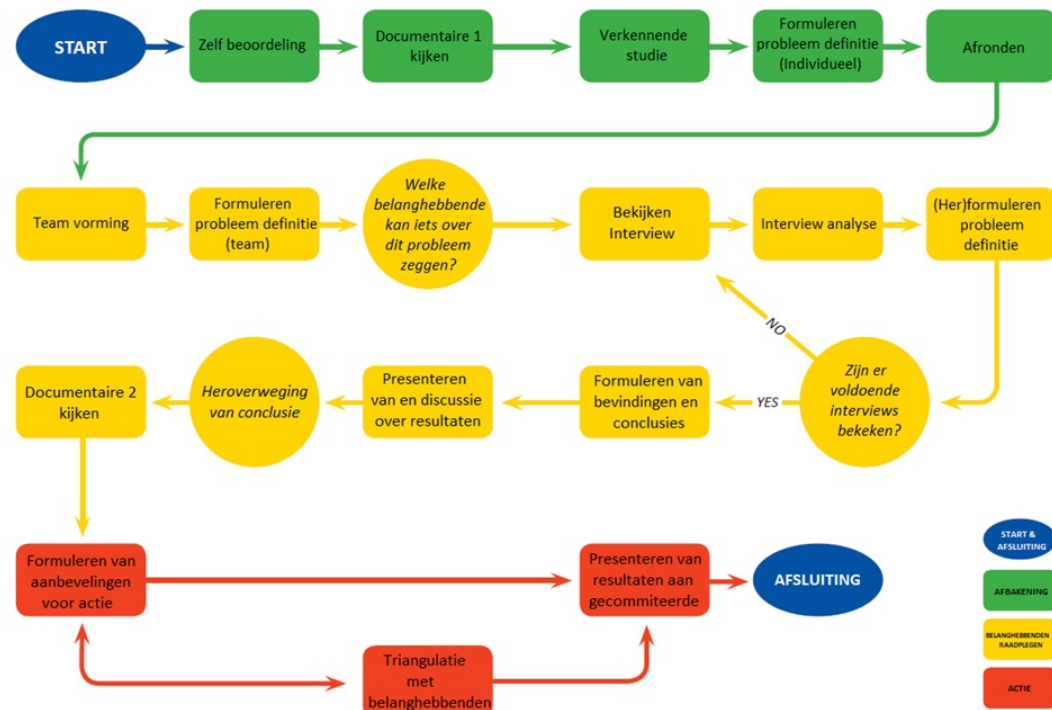 START
Zelf beoordeling
Documentaire 1
kijken
Verkennende
studie
Formuleren
probleem definitie
(Individueel)
Afronden
Team vorming
Formuleren
probleem definitie
(team)
Welke
belanghebbende
kan iets over
dit probleem
zeggen?
Bekijken
Interview
Interview analyse
(Her)formuleren
probleem
definitie
NO
Documentaire 2
kijken
Heroverweging
van conclusie
Presenteren
van en discussie
over resultaten
Formuleren van
bevindingen en
conclusies
YES
Zijn er
voldoende
interviews
bekeken?
Formuleren van
aanbevelingen
voor actie
Presenteren van
resultaten aan
gecommiteerde
AFSLUITING
Triangulatie
met
belanghebbenden
START &
AFSLUITING
AFBAKENING
BELANGHEBBENDEN
RAADPLEGEN
ACTIE